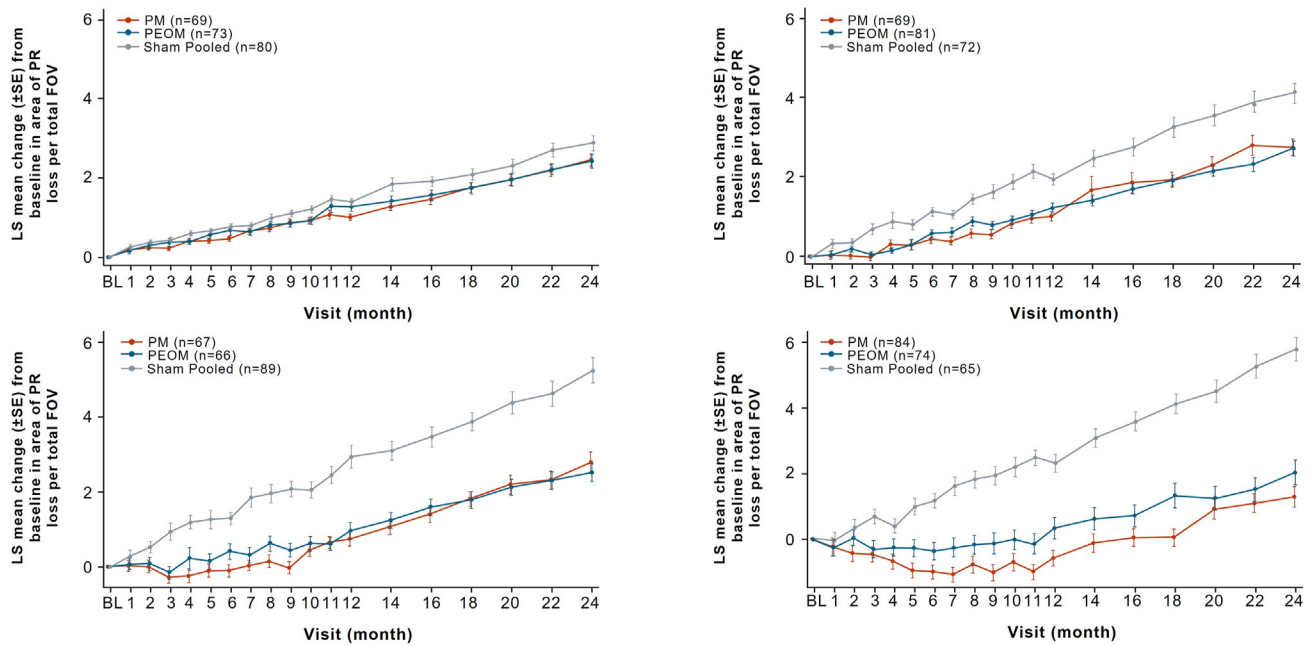 LS mean change (±SE) from
baseline in area of PR
loss per total FOV
PM (n=69)
PEOM (n=73)
Sham Pooled (n=80)
6
4
2
0
BL 1 2 3 4 5 6 7 8 9 10 11 12 14 16 18 20 22 24
Visit (month)
LS mean change (±SE) from
baseline in area of PR
loss per total FOV
PM (n=69)
PEOM (n=81)
Sham Pooled (n=72)
6
4
2
0
BL 1 2 3 4 5 6 7 8 9 10 11 12 14 16 18 20 22 24
Visit (month)
LS mean change (±SE) from
baseline in area of PR
loss per total FOV
PM (n=67)
PEOM (n=66)
Sham Pooled (n=89)
6
4
2
0
BL 1 2 3 4 5 6 7 8 9 10 11 12 14 16 18 20 22 24
Visit (month)
LS mean change (±SE) from
baseline in area of PR
loss per total FOV
PM (n=84)
PEOM (n=74)
Sham Pooled (n=65)
6
4
2
0
BL 1 2 3 4 5 6 7 8 9 10 11 12 14 16 18 20 22 24
Visit (month)